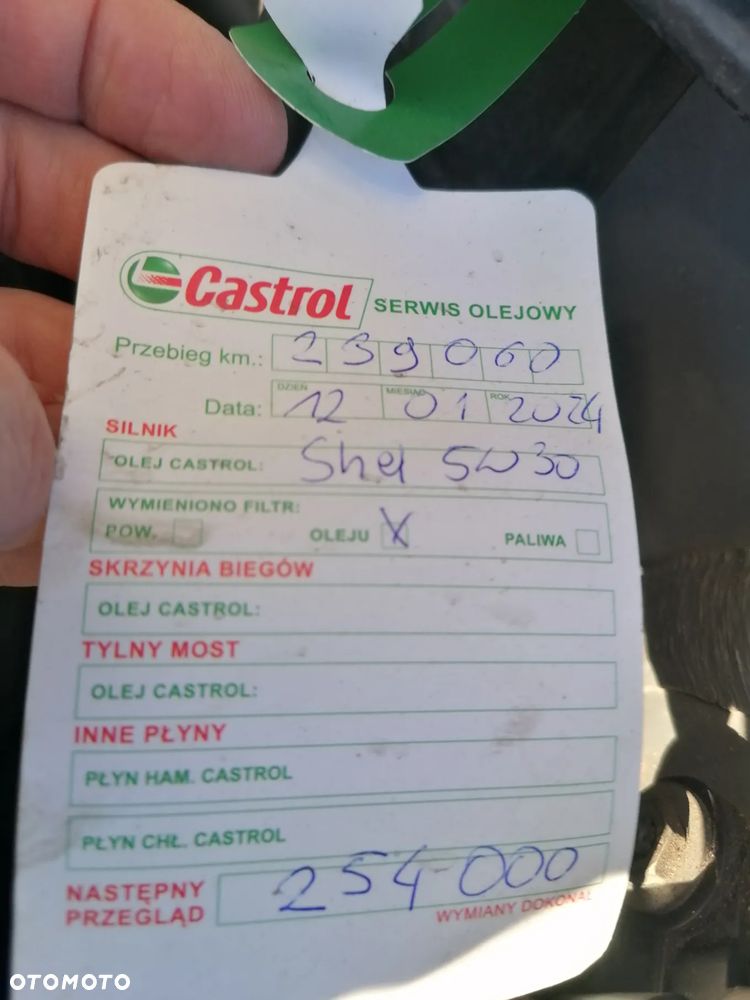 Castrol SERWIS OLEJOWY
Przebieg km.: 239060
DZIEŃ MIESIĄC ROK
Data: 12 01 2024
SILNIK
OLEJ CASTROL: Shel 5W30
WYMIENIONO FILTR:
POW. OLEJU X PALIWA
SKRZYNIA BIEGÓW
OLEJ CASTROL:
TYLNY MOST
OLEJ CASTROL:
INNE PŁYNY
PŁYN HAM. CASTROL
PŁYN CHŁ. CASTROL
NASTĘPNY
PRZEGLĄD 254-000
WYMIANY DOKONAŁ
OTOMOTO